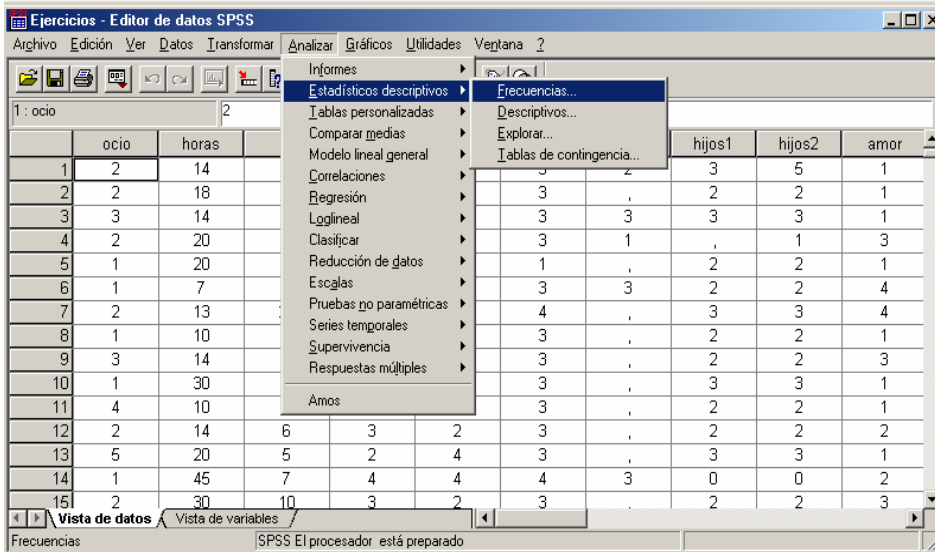 Ejercicios - Editor de datos SPSS
Archivo Edición Ver Datos Transformar Analizar Gráficos Utilidades Ventana ?
1 : ocio 2
Informes
Estadísticos descriptivos
Tablas personalizadas
Comparar medias
Modelo lineal general
Correlaciones
Regresión
Loglineal
Clasificar
Reducción de datos
Escalas
Pruebas no paramétricas
Series temporales
Supervivencia
Respuestas múltiples
Amos
Frecuencias...
Descriptivos...
Explorar...
Tablas de contingencia...
ocio horas hijos1 hijos2 amor
1 2 14 3 2 3 5 1
2 2 18 3 , 2 2 1
3 3 14 3 3 3 3 1
4 2 20 3 1 , 1 3
5 1 20 1 , 2 2 1
6 1 7 3 3 2 2 4
7 2 13 4 , 3 3 4
8 1 10 3 , 2 2 1
9 3 14 3 , 2 2 3
10 1 30 3 , 3 3 1
11 4 10 3 , 2 2 1
12 2 14 6 3 2 3 , 2 2 2
13 5 20 5 2 4 3 , 3 3 1
14 1 45 7 4 4 4 3 0 0 2
15 2 30 10 3 2 3 , 2 2 3
Vista de datos Vista de variables
Frecuencias SPSS El procesador está preparado